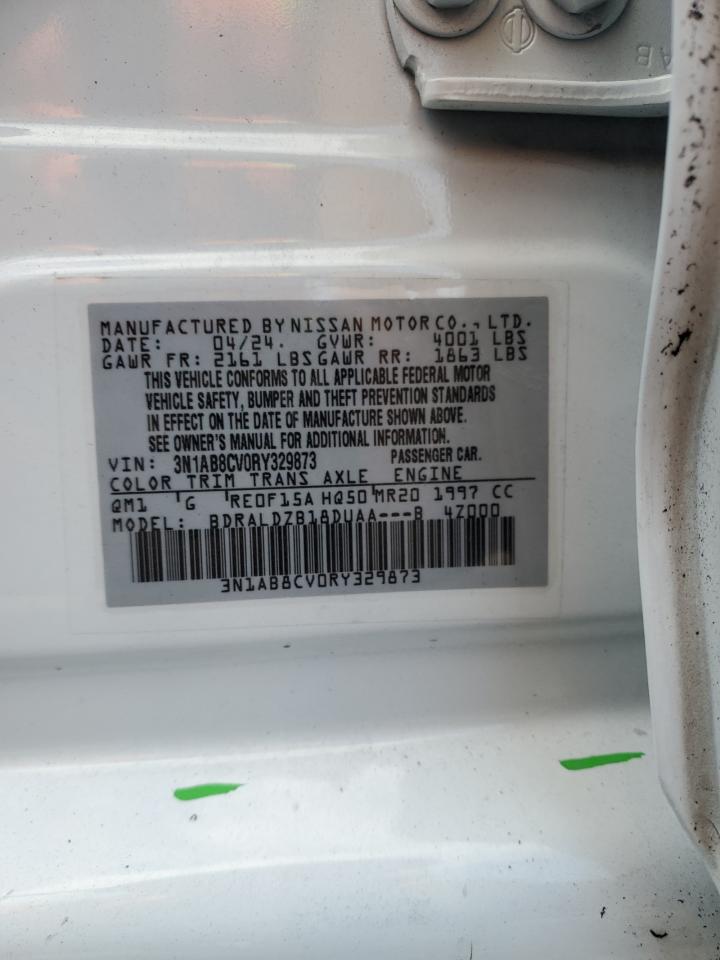 MANUFACTURED BY NISSAN MOTOR CO., LTD.
DATE: 04/24. GVWR: 4001 LBS
GAWR FR: 2161 LBS GAWR RR: 1863 LBS
THIS VEHICLE CONFORMS TO ALL APPLICABLE FEDERAL MOTOR
VEHICLE SAFETY, BUMPER AND THEFT PREVENTION STANDARDS
IN EFFECT ON THE DATE OF MANUFACTURE SHOWN ABOVE.
SEE OWNER'S MANUAL FOR ADDITIONAL INFORMATION.
VIN: 3N1AB8CV0RY329873 PASSENGER CAR.
COLOR TRIM TRANS AXLE ENGINE
QM1 G RE0F15A HQ50 MR20 1997 CC
MODEL: BDRALDZB18DUAA---B 4Z000
3N1AB8CV0RY329873